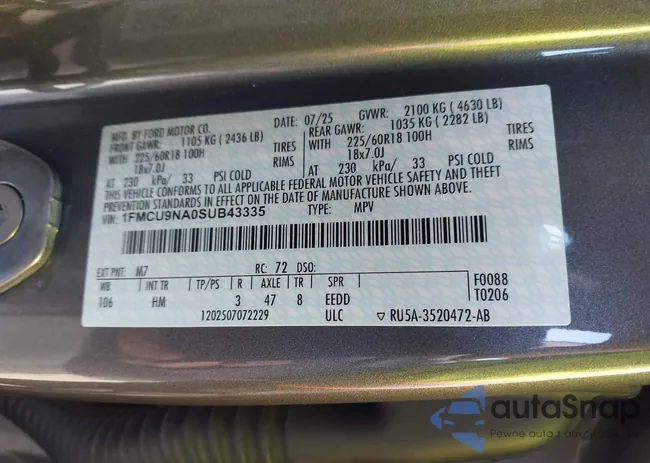 MFD. BY FORD MOTOR CO. DATE: 07/25 GVWR: 2100 KG ( 4630 LB)
FRONT GAWR: 1105 KG ( 2436 LB) REAR GAWR: 1035 KG ( 2282 LB)
WITH 225/60R18 100H TIRES WITH 225/60R18 100H TIRES
18x7.0J RIMS 18x7.0J RIMS
AT 230 kPa/ 33 PSI COLD AT 230 kPa/ 33 PSI COLD
THIS VEHICLE CONFORMS TO ALL APPLICABLE FEDERAL MOTOR VEHICLE SAFETY AND THEFT
PREVENTION STANDARDS IN EFFECT ON THE DATE OF MANUFACTURE SHOWN ABOVE.
VIN: 1FMCU9NA0SUB43335 TYPE: MPV
EXT PNT: M7 RC: 72 DSO: F0088
WB INT TR TP/PS R AXLE TR SPR T0206
106 HM 3 47 8 EEDD
1202507072229 ULC ▽ RU5A-3520472-AB
autaSnap
Pewne auta z aukcji